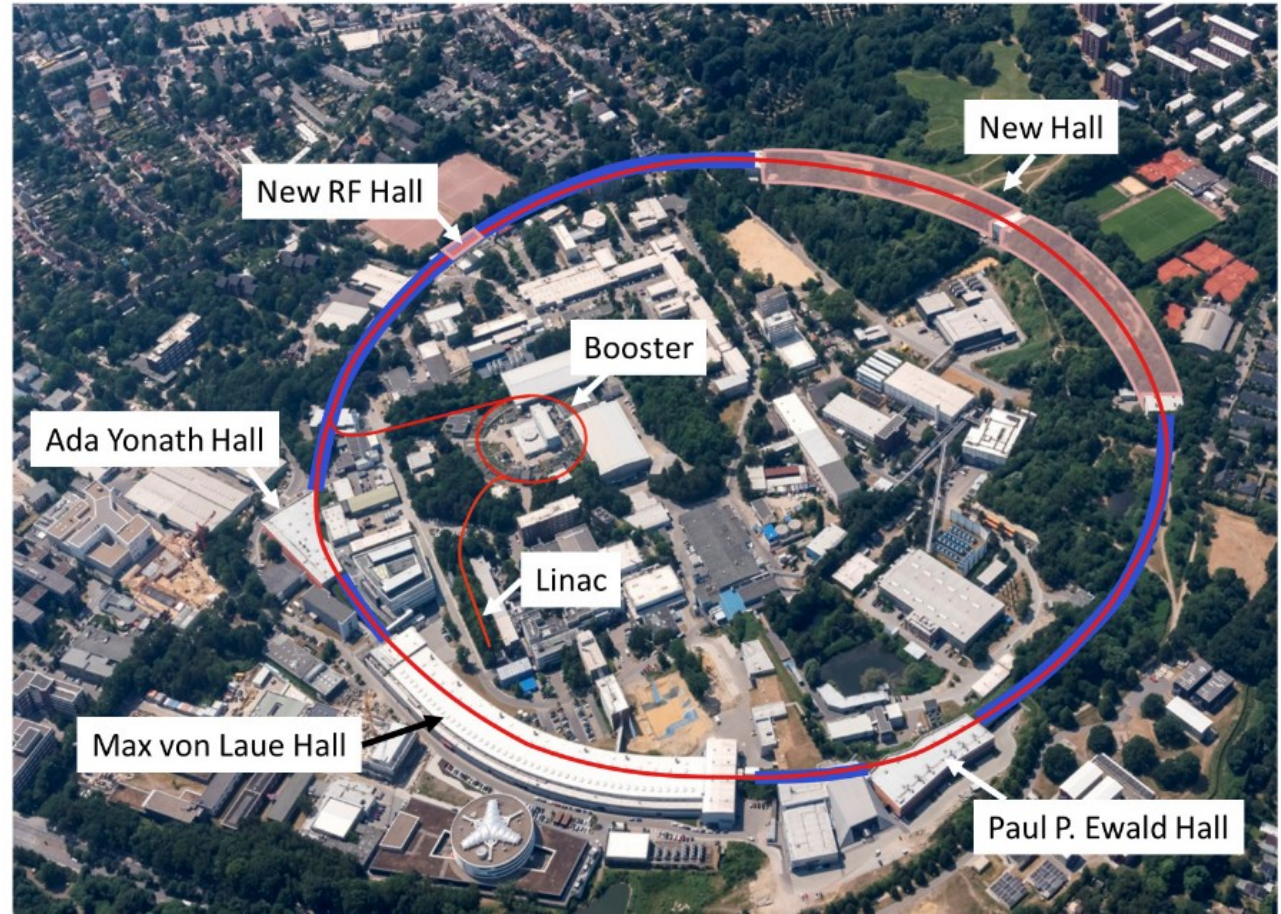 New Hall
New RF Hall
Booster
Ada Yonath Hall
Linac
Max von Laue Hall
Paul P. Ewald Hall